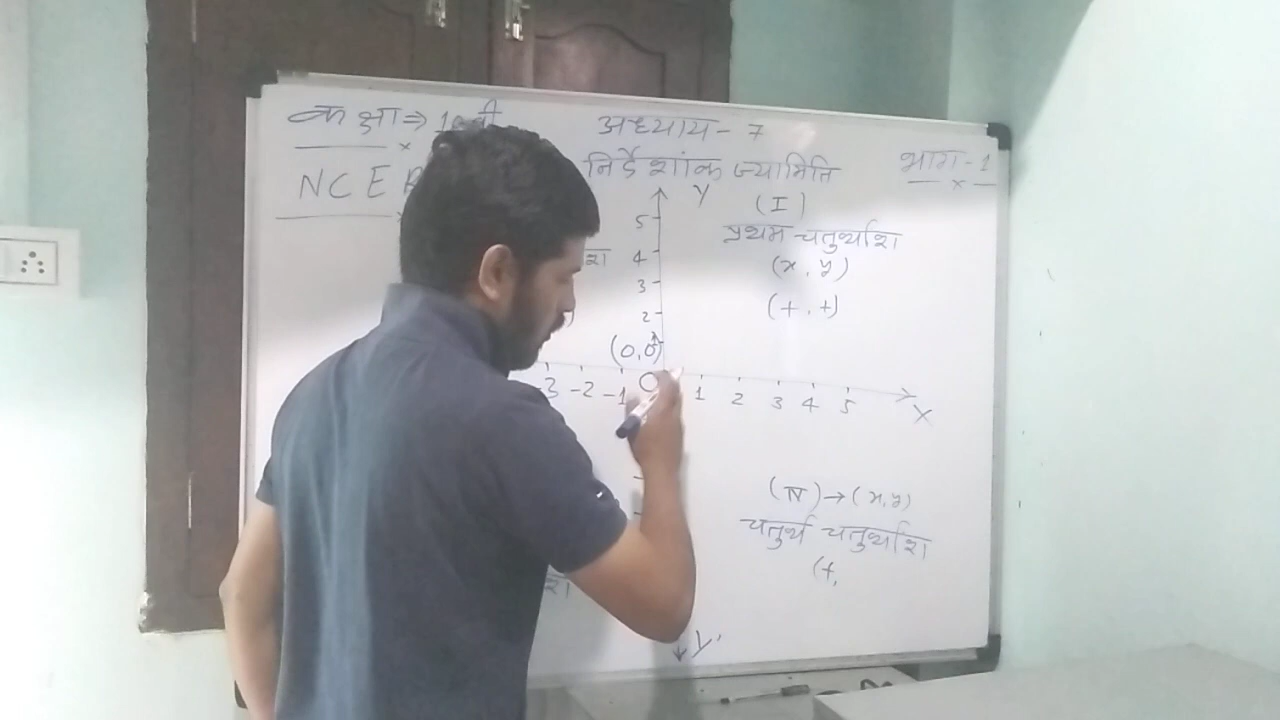 कक्षा ⇒ 10वी
अध्याय - 7
NCE
निर्देशांक ज्यामिति
भाग - 1
Y
(I)
प्रथम चतुर्थांश
(x, y)
(+, +)
5
4
3
2
(0,0)
-3 -2 -1 O 1 2 3 4 5
X
(IV) → (x, y)
चतुर्थ चतुर्थांश
(+,
Y'